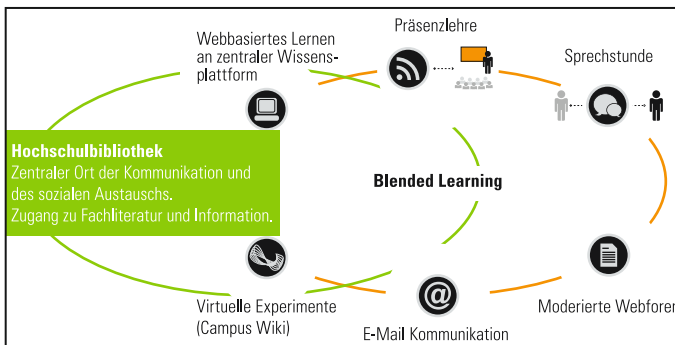 Präsenzlehre
Webbasiertes Lernen
an zentraler Wissens-
plattform
Sprechstunde
Hochschulbibliothek
Zentraler Ort der Kommunikation und
des sozialen Austauschs.
Zugang zu Fachliteratur und Information.
Blended Learning
@
Virtuelle Experimente
(Campus Wiki)
E-Mail Kommunikation
Moderierte Webforen